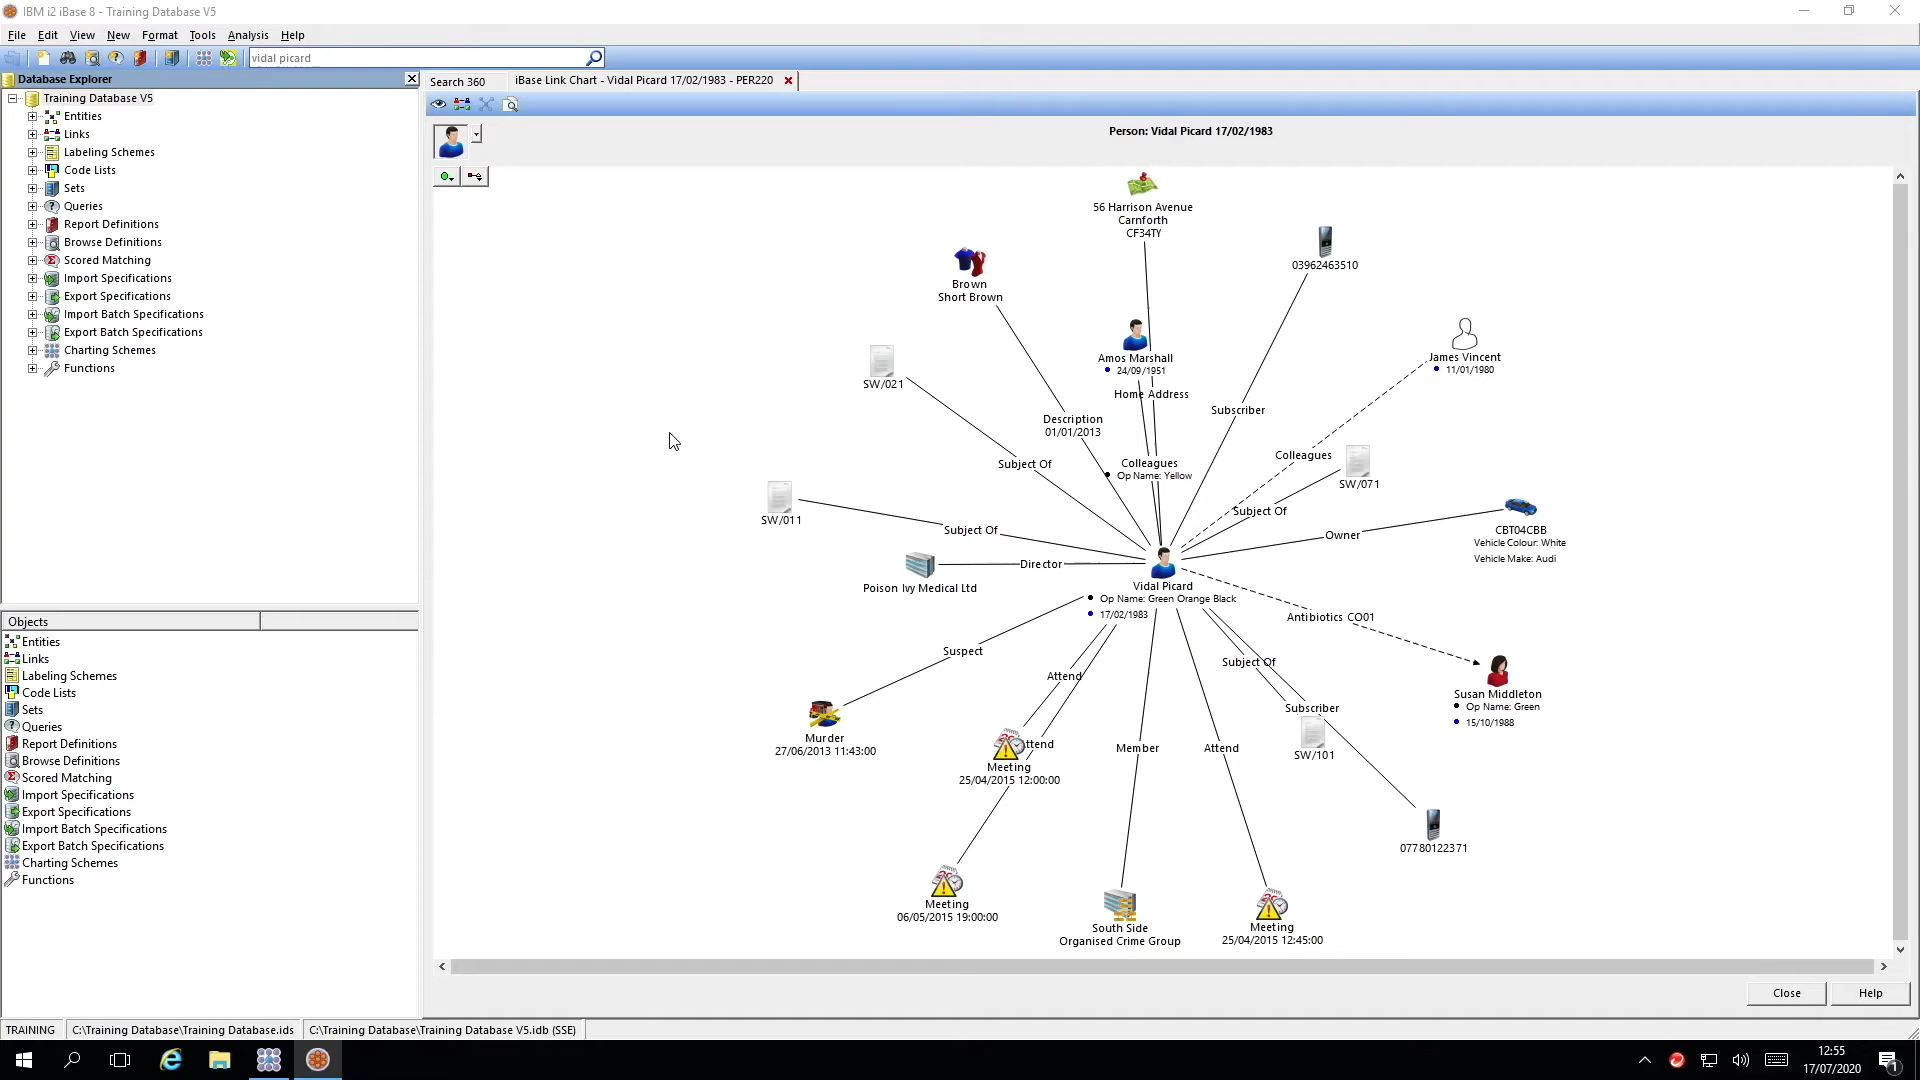 IBM i2 iBase 8 - Training Database V5
File Edit View New Format Tools Analysis Help
vidal picard
Database Explorer
Training Database V5
Entities
Links
Labeling Schemes
Code Lists
Sets
Queries
Report Definitions
Browse Definitions
Scored Matching
Import Specifications
Export Specifications
Import Batch Specifications
Export Batch Specifications
Charting Schemes
Functions
Objects
Entities
Links
Labeling Schemes
Code Lists
Sets
Queries
Report Definitions
Browse Definitions
Scored Matching
Import Specifications
Export Specifications
Import Batch Specifications
Export Batch Specifications
Charting Schemes
Functions
Search 360 iBase Link Chart - Vidal Picard 17/02/1983 - PER220
Person: Vidal Picard 17/02/1983
56 Harrison Avenue
Carnforth
CF34TY
03962463510
Brown
Short Brown
Amos Marshall
24/09/1951
James Vincent
11/01/1980
SW/021
Home Address
Subscriber
Description
01/01/2013
Colleagues
Colleagues
Op Name: Yellow
Subject Of
SW/071
SW/011
Subject Of
Subject Of
Owner
CBT04CBB
Vehicle Colour: White
Vehicle Make: Audi
Director
Poison Ivy Medical Ltd
Vidal Picard
Op Name: Green Orange Black
17/02/1983
Antibiotics CO01
Suspect
Subject Of
Attend
Susan Middleton
Op Name: Green
15/10/1988
Subscriber
Murder
27/06/2013 11:43:00
Attend
Member
Attend
SW/101
Meeting
25/04/2015 12:00:00
07780122371
Meeting
06/05/2015 19:00:00
South Side
Organised Crime Group
Meeting
25/04/2015 12:45:00
Close Help
TRAINING C:\Training Database\Training Database.ids C:\Training Database\Training Database V5.idb (SSE)
12:55
17/07/2020
1